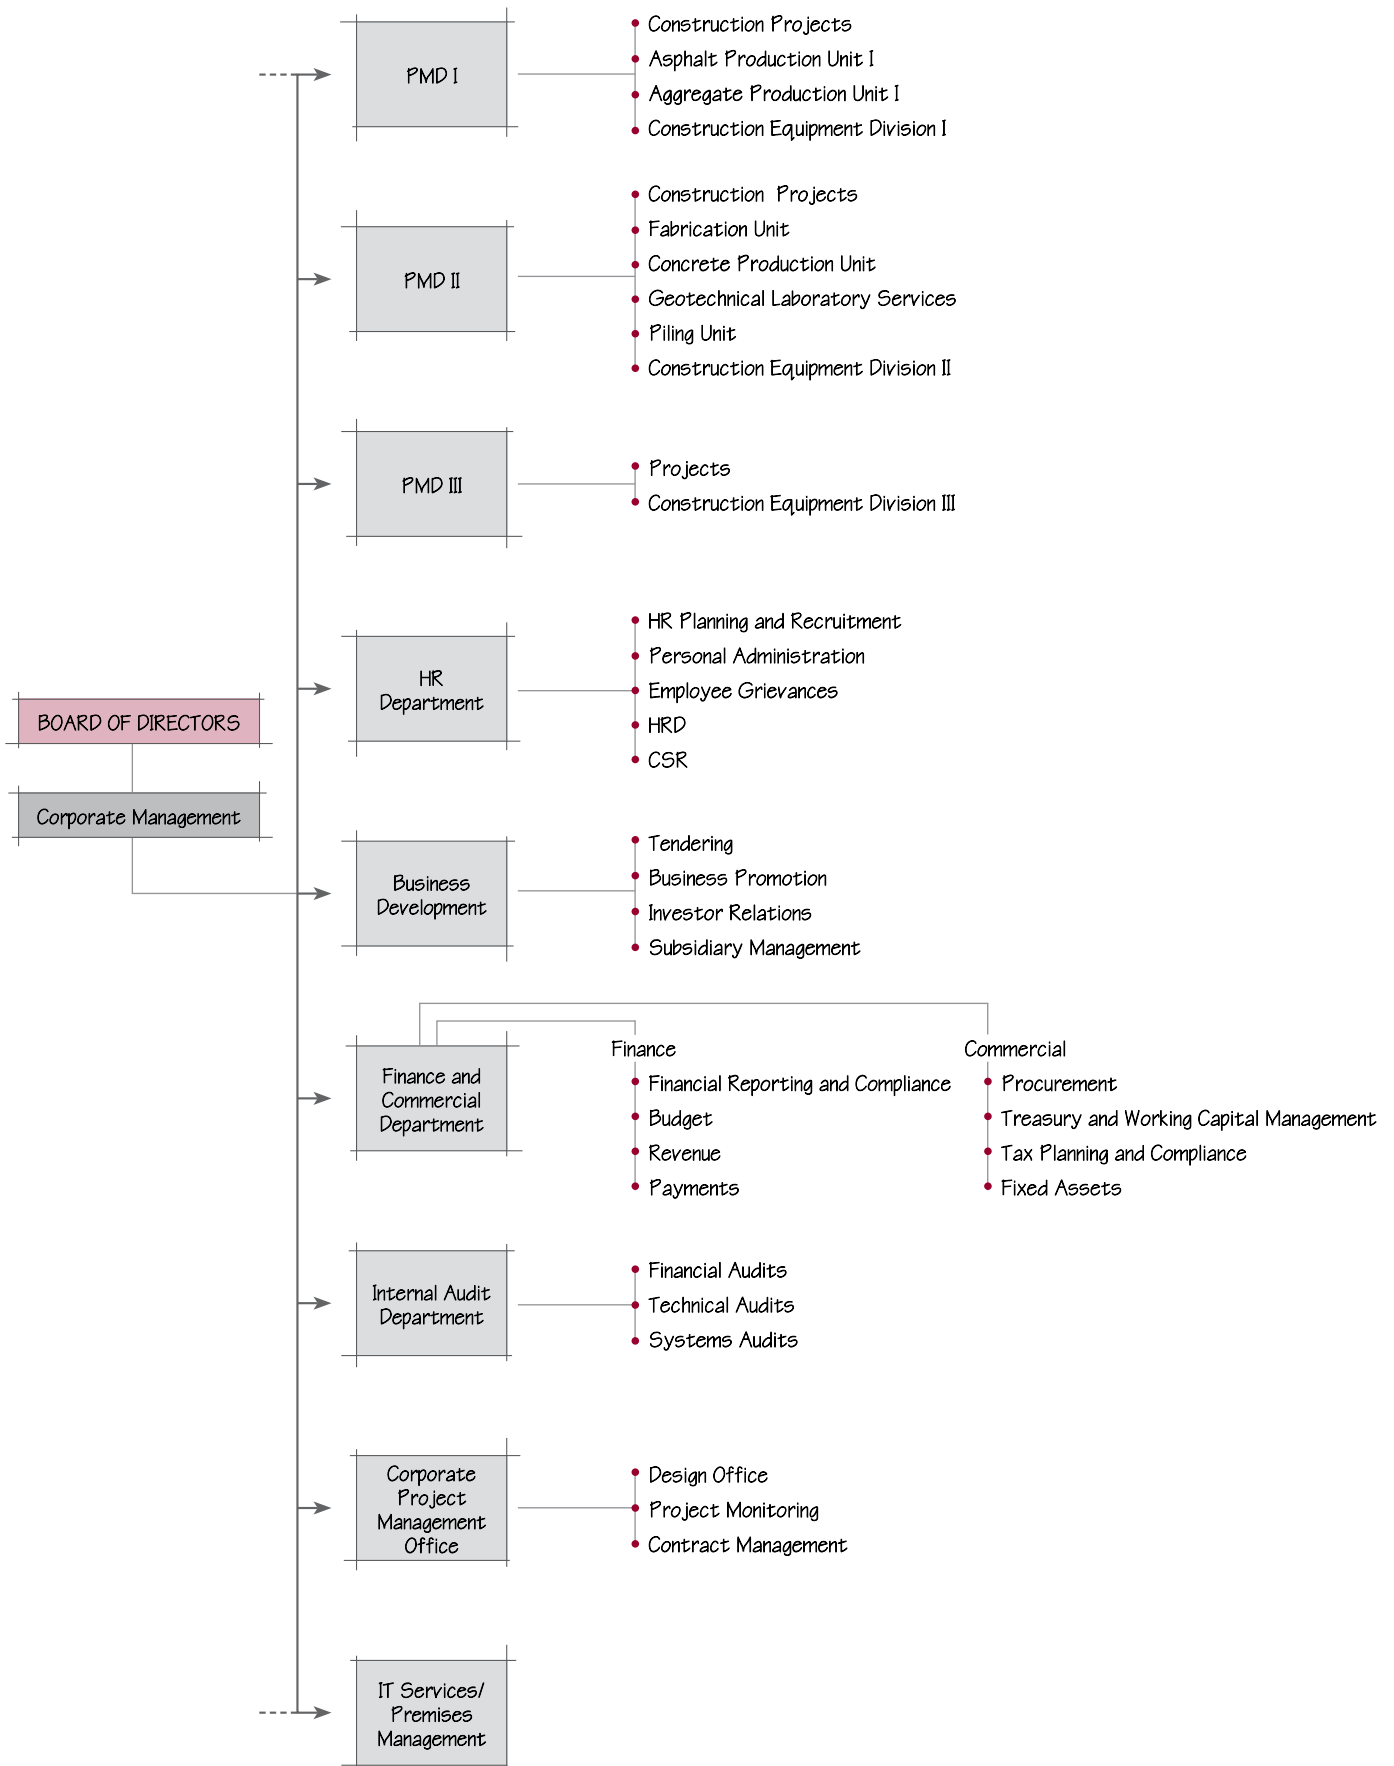 PMD I
Construction Projects
Asphalt Production Unit I
Aggregate Production Unit I
Construction Equipment Division I
PMD II
Construction Projects
Fabrication Unit
Concrete Production Unit
Geotechnical Laboratory Services
Piling Unit
Construction Equipment Division II
PMD III
Projects
Construction Equipment Division III
BOARD OF DIRECTORS
Corporate Management
HR
Department
HR Planning and Recruitment
Personal Administration
Employee Grievances
HRD
CSR
Business
Development
Tendering
Business Promotion
Investor Relations
Subsidiary Management
Finance and
Commercial
Department
Finance
Financial Reporting and Compliance
Budget
Revenue
Payments
Commercial
Procurement
Treasury and Working Capital Management
Tax Planning and Compliance
Fixed Assets
Internal Audit
Department
Financial Audits
Technical Audits
Systems Audits
Corporate
Project
Management
Office
Design Office
Project Monitoring
Contract Management
IT Services/
Premises
Management